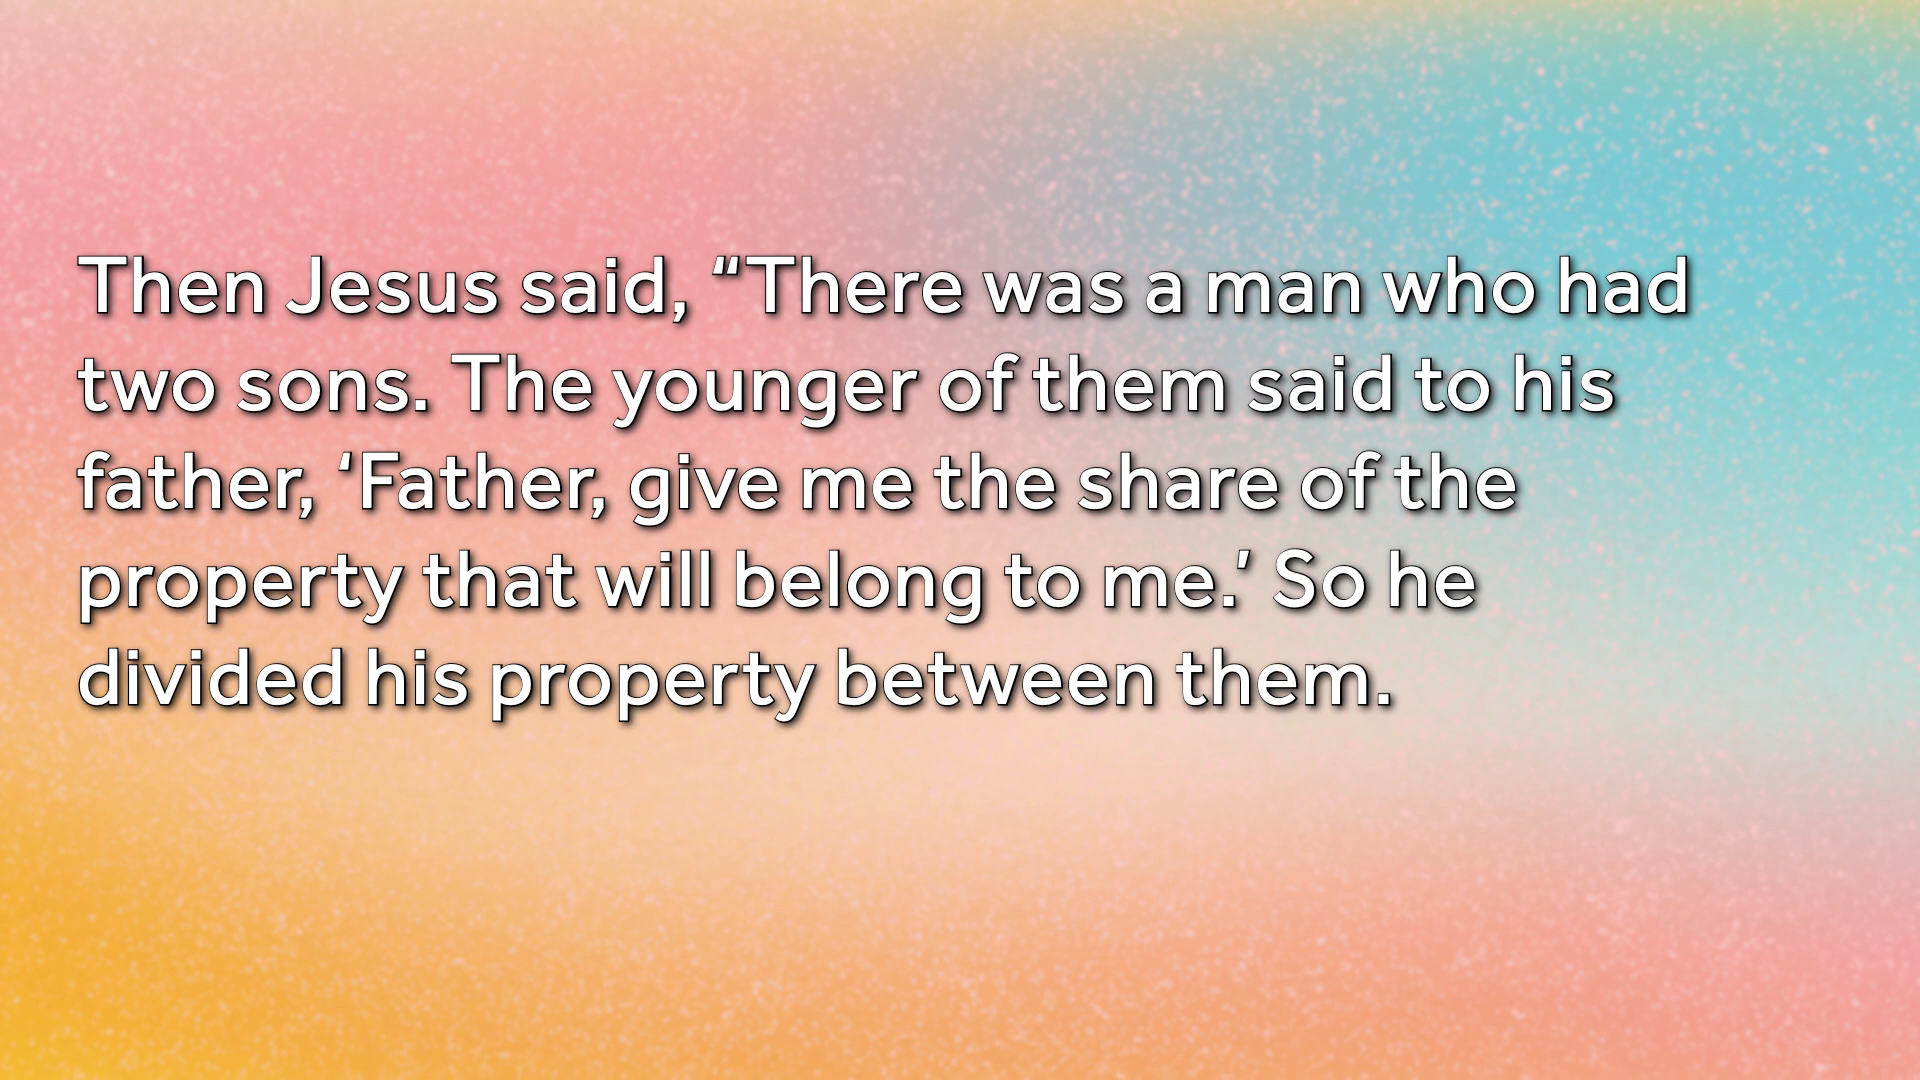 Then Jesus said, “There was a man who had
two sons. The younger of them said to his
father, ‘Father, give me the share of the
property that will belong to me.’ So he
divided his property between them.